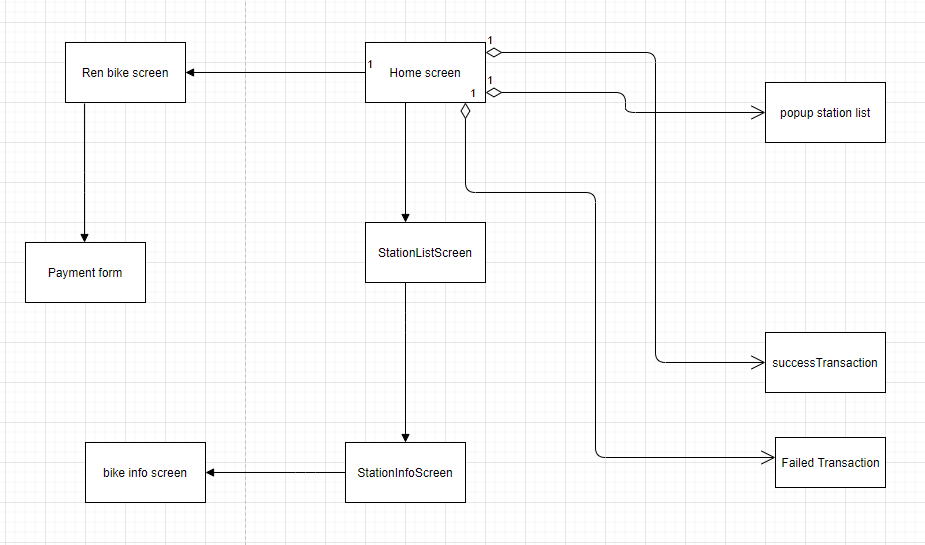 1
Ren bike screen
1
Home screen
1
1
popup station list
StationListScreen
Payment form
successTransaction
bike info screen
StationInfoScreen
Failed Transaction